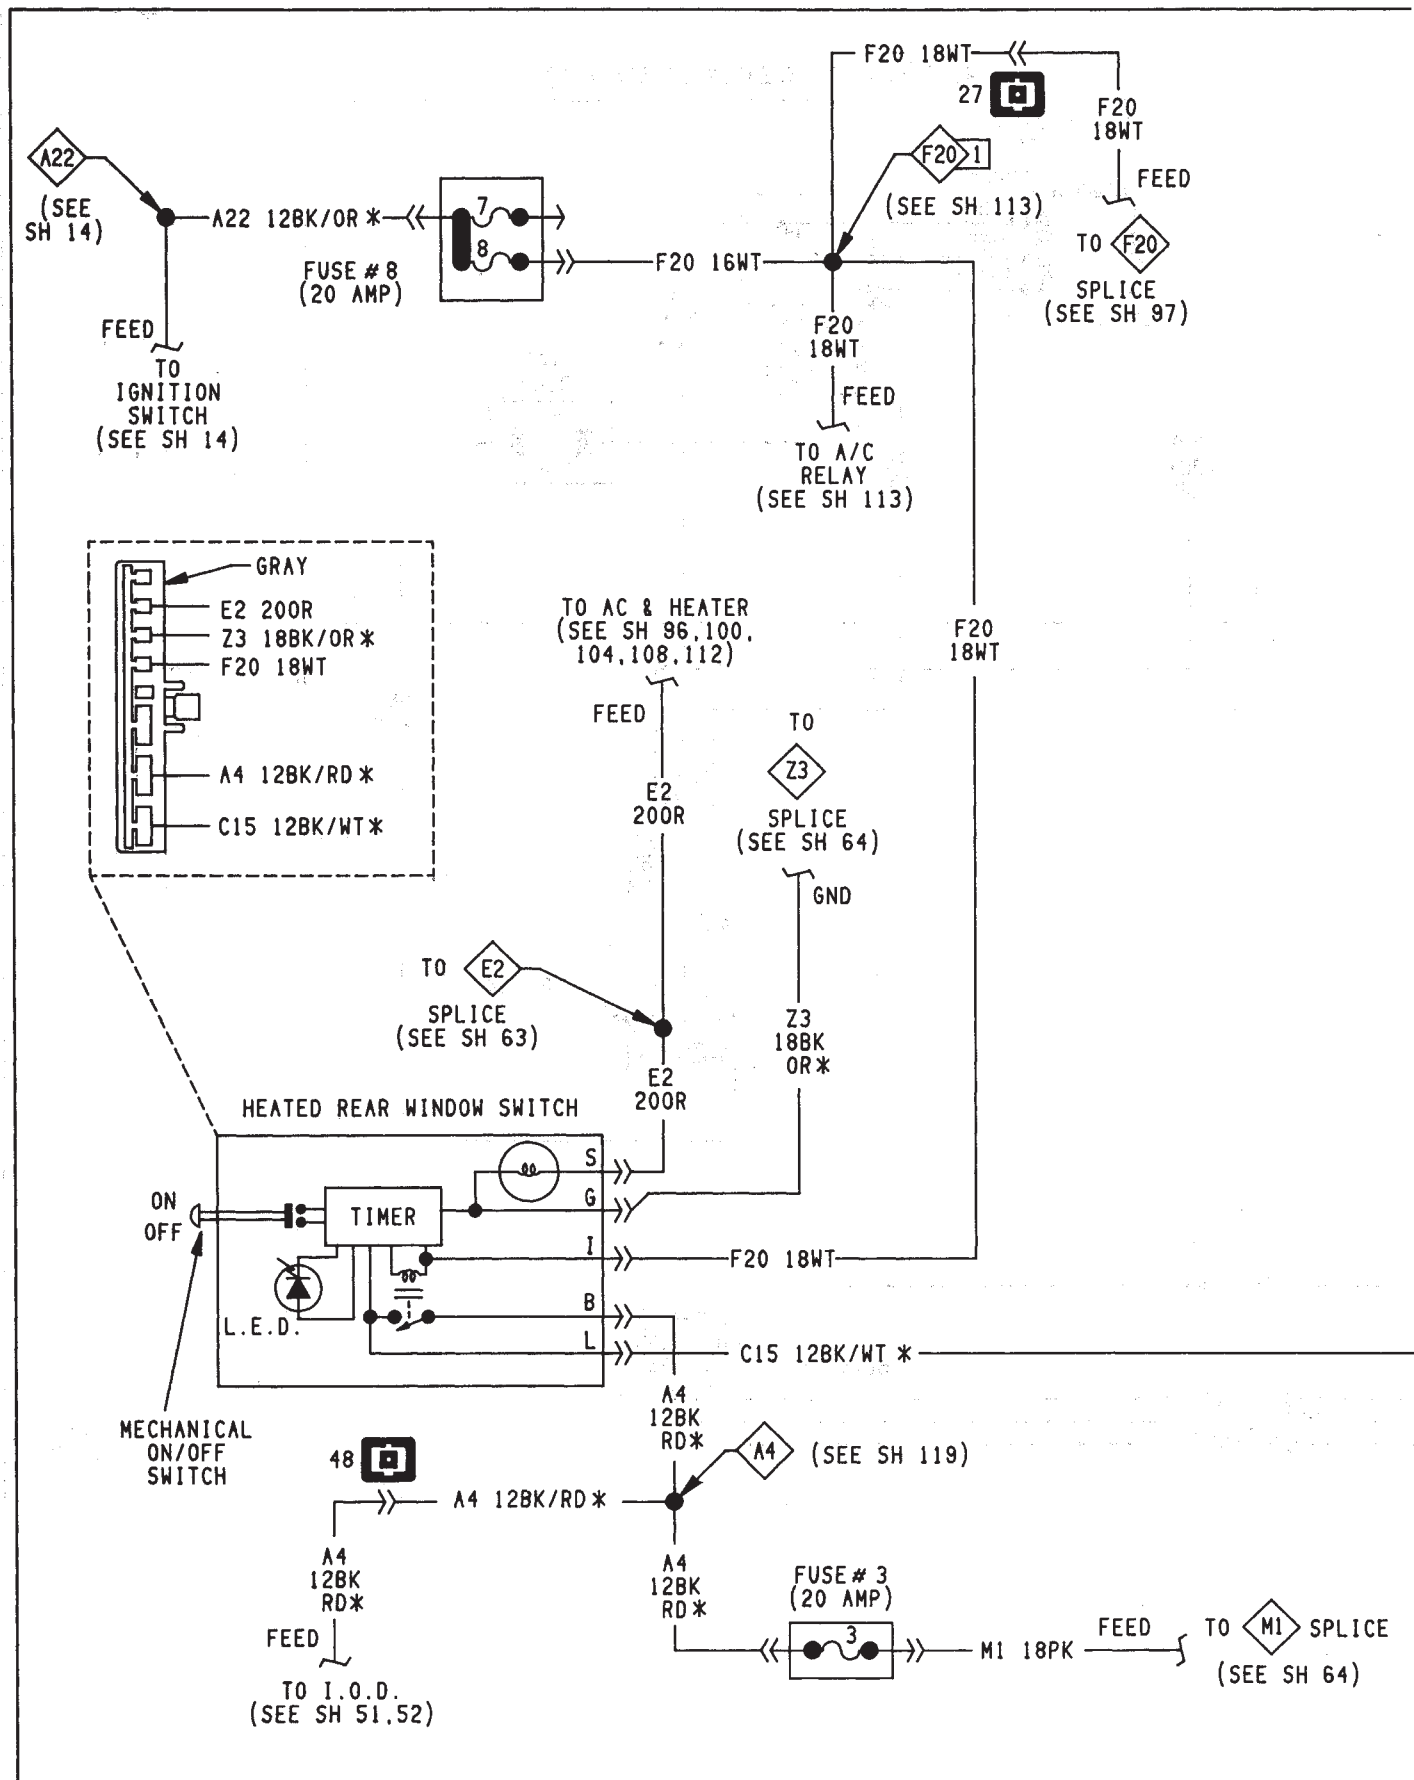 F20 18WT
27
F20
18WT
FEED
TO F20
SPLICE
(SEE SH 97)
A22
(SEE
SH 14)
A22 12BK/OR*
7
8
FUSE #8
(20 AMP)
F20 16WT
F20 1
(SEE SH 113)
FEED
TO
IGNITION
SWITCH
(SEE SH 14)
F20
18WT
FEED
TO A/C
RELAY
(SEE SH 113)
GRAY
E2 20OR
Z3 18BK/OR*
F20 18WT
A4 12BK/RD*
C15 12BK/WT*
TO AC & HEATER
(SEE SH 96,100,
104,108,112)
FEED
E2
20OR
TO
Z3
SPLICE
(SEE SH 64)
GND
F20
18WT
TO E2
SPLICE
(SEE SH 63)
Z3
18BK
OR*
E2
20OR
HEATED REAR WINDOW SWITCH
ON
OFF
TIMER
S
G
I
B
L
L.E.D.
F20 18WT
C15 12BK/WT *
MECHANICAL
ON/OFF
SWITCH
A4
12BK
RD*
A4
(SEE SH 119)
48
A4 12BK/RD*
A4
12BK
RD*
FEED
TO I.O.D.
(SEE SH 51,52)
A4
12BK
RD*
FUSE# 3
(20 AMP)
3
M1 18PK
FEED
TO M1 SPLICE
(SEE SH 64)